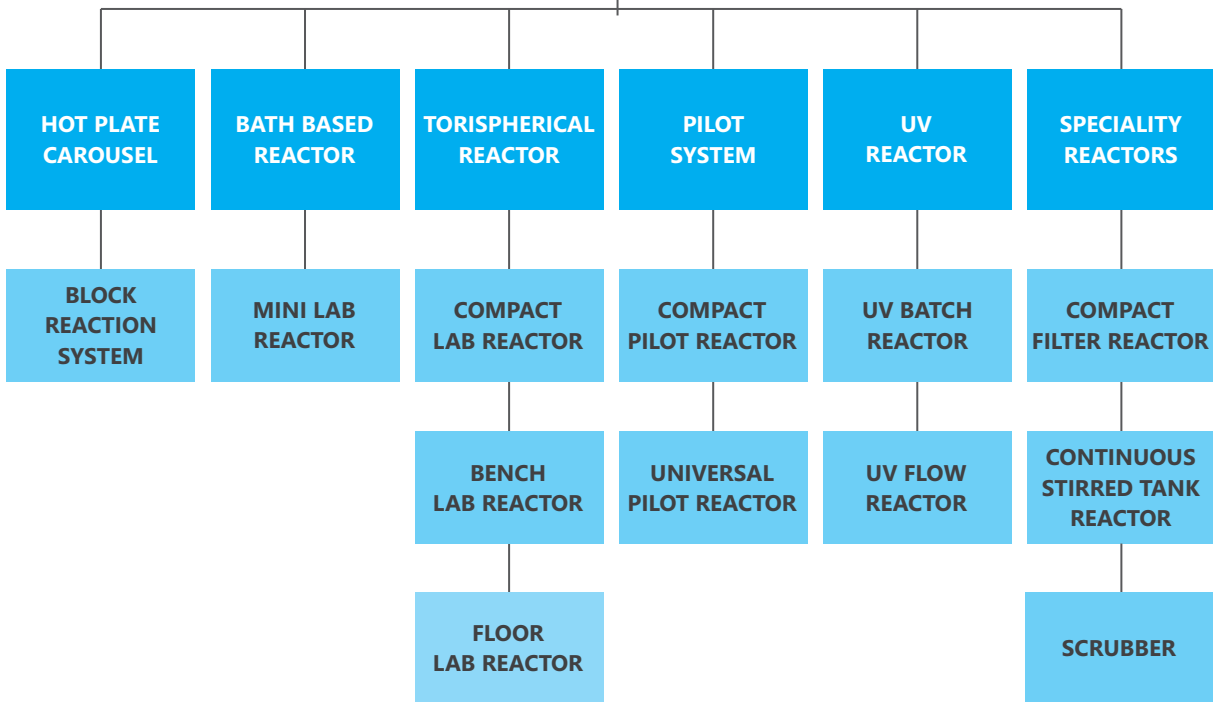 HOT PLATE
CAROUSEL
BATH BASED
REACTOR
TORISPHERICAL
REACTOR
PILOT
SYSTEM
UV
REACTOR
SPECIALITY
REACTORS
BLOCK
REACTION
SYSTEM
MINI LAB
REACTOR
COMPACT
LAB REACTOR
COMPACT
PILOT REACTOR
UV BATCH
REACTOR
COMPACT
FILTER REACTOR
BENCH
LAB REACTOR
UNIVERSAL
PILOT REACTOR
UV FLOW
REACTOR
CONTINUOUS
STIRRED TANK
REACTOR
FLOOR
LAB REACTOR
SCRUBBER